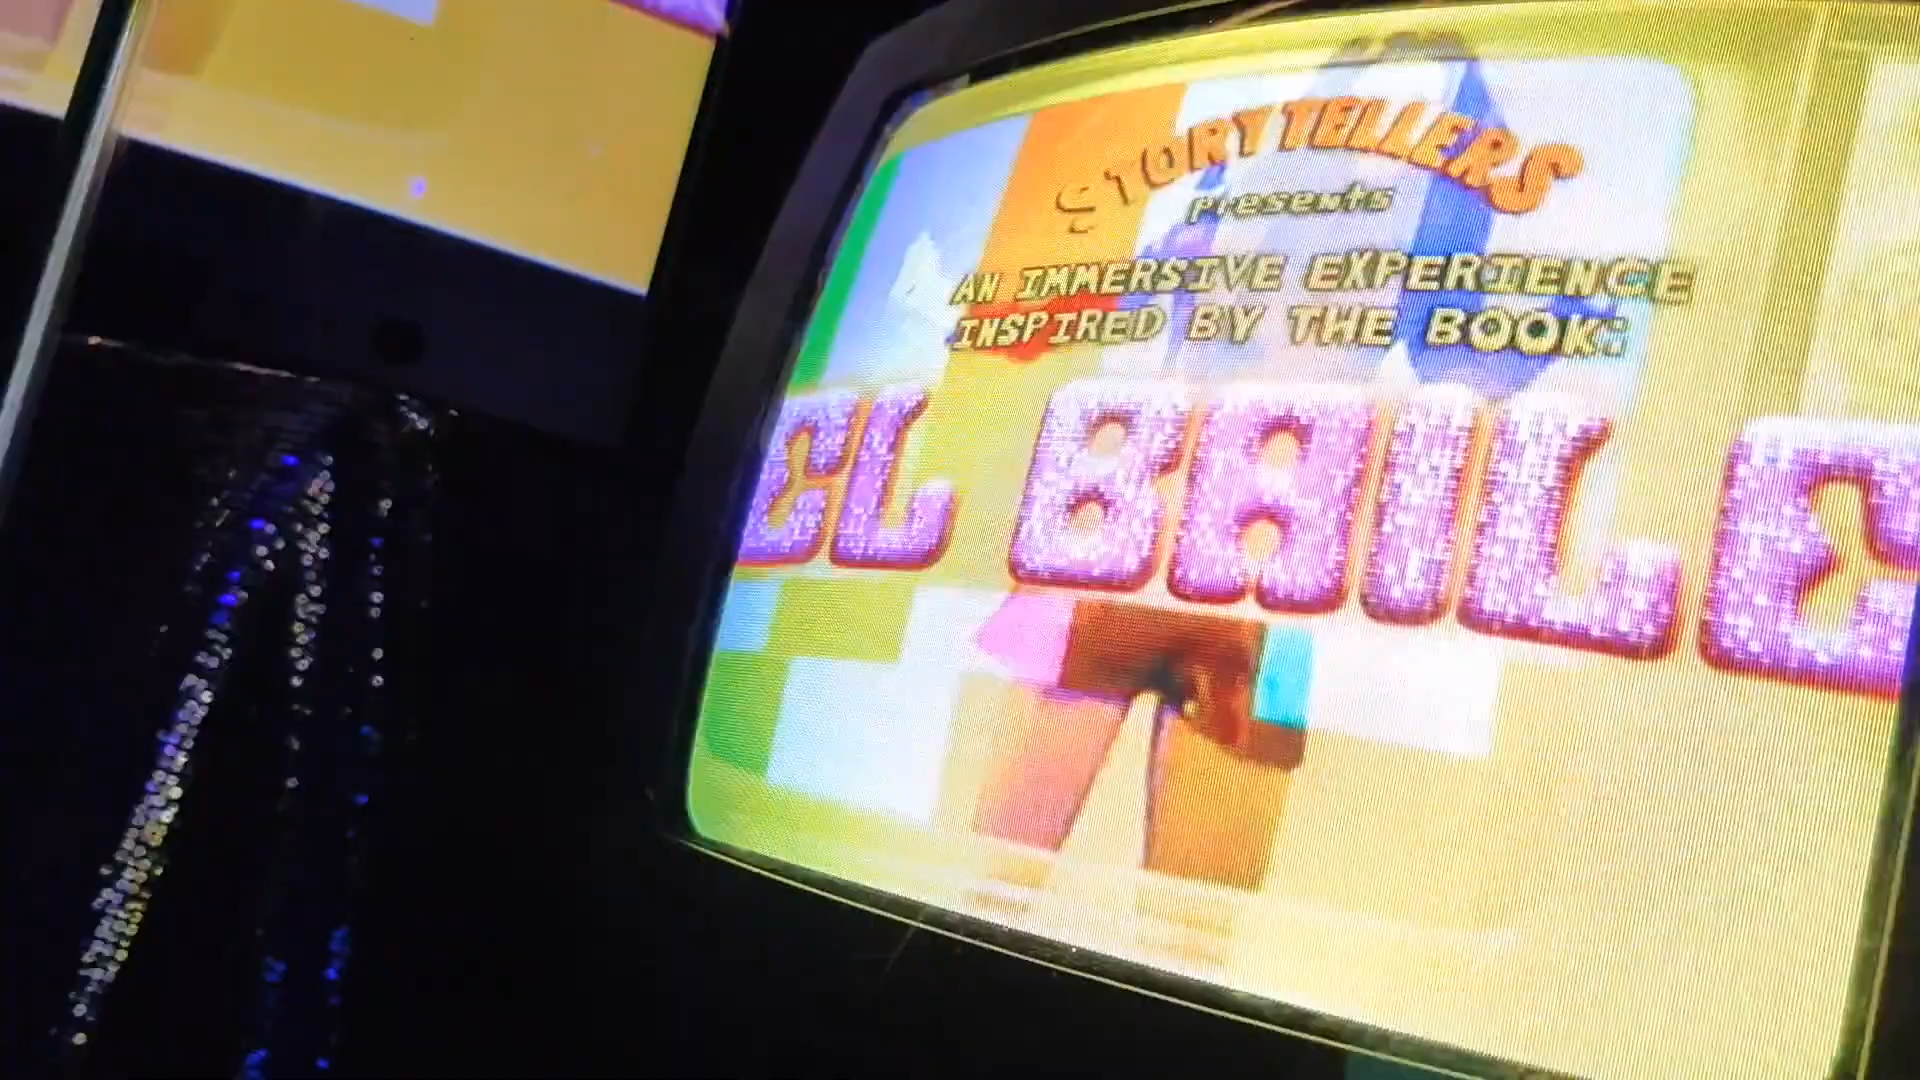 STORYTELLERS
Presents
AN IMMERSIVE EXPERIENCE
INSPIRED BY THE BOOK:
EL BAILE